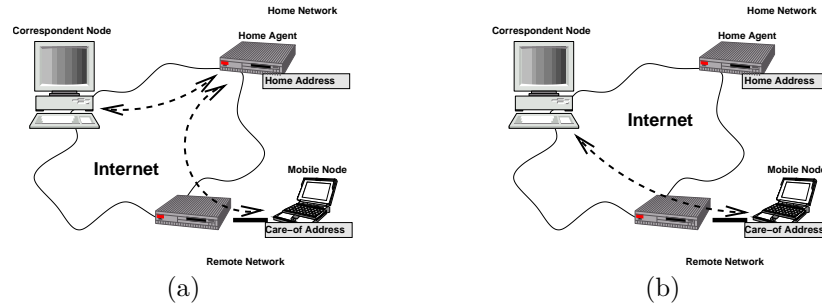 Home Network
Correspondent Node
Home Agent
Home Address
Internet
Mobile Node
Care-of Address
Remote Network
(a)
Home Network
Correspondent Node
Home Agent
Home Address
Internet
Mobile Node
Care-of Address
Remote Network
(b)